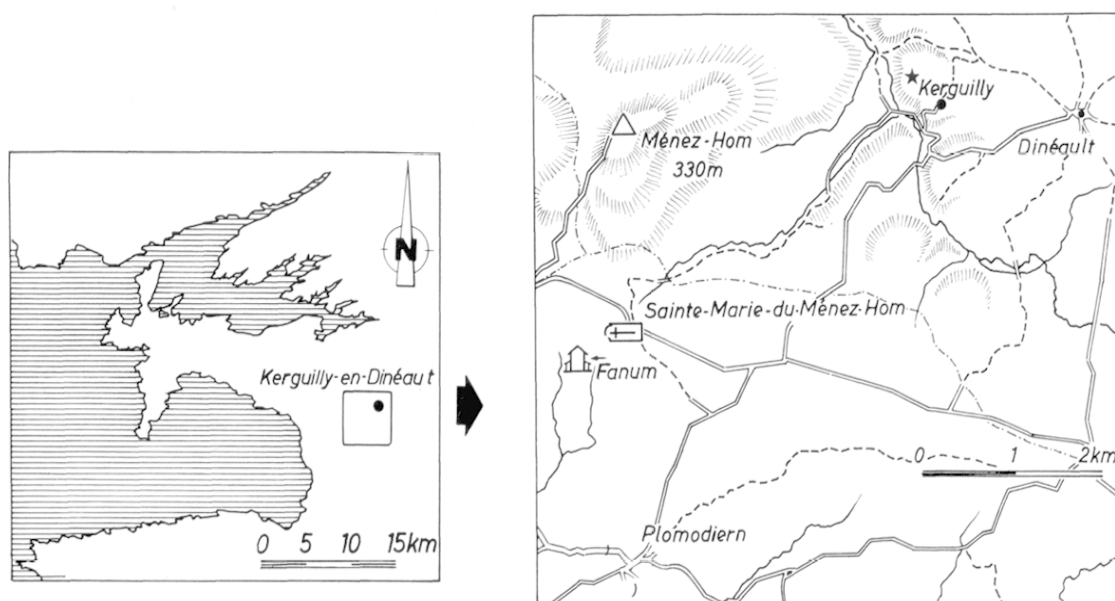 N
Kerguilly-en-Dinéaut
0 5 10 15km
Kerguilly
Ménez-Hom
330m
Dinéault
Sainte-Marie-du-Ménez-Hom
Fanum
0 1 2km
Plomodiern